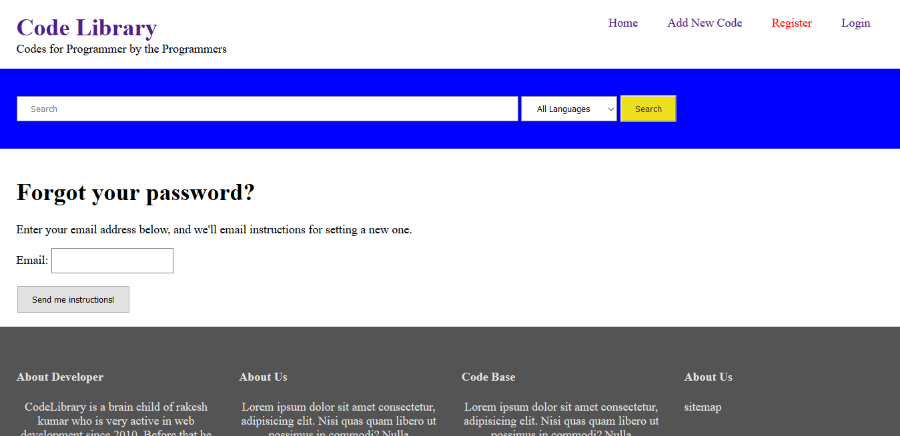 Code Library
Codes for Programmer by the Programmers
Home Add New Code Register Login
Search All Languages Search
Forgot your password?
Enter your email address below, and we'll email instructions for setting a new one.
Email:
Send me instructions!
About Developer
CodeLibrary is a brain child of rakesh
kumar who is very active in web
development since 2010. Before that he
About Us
Lorem ipsum dolor sit amet consectetur,
adipisicing elit. Nisi quas quam libero ut
possimus in commodi? Nulla
Code Base
Lorem ipsum dolor sit amet consectetur,
adipisicing elit. Nisi quas quam libero ut
possimus in commodi? Nulla
About Us
sitemap